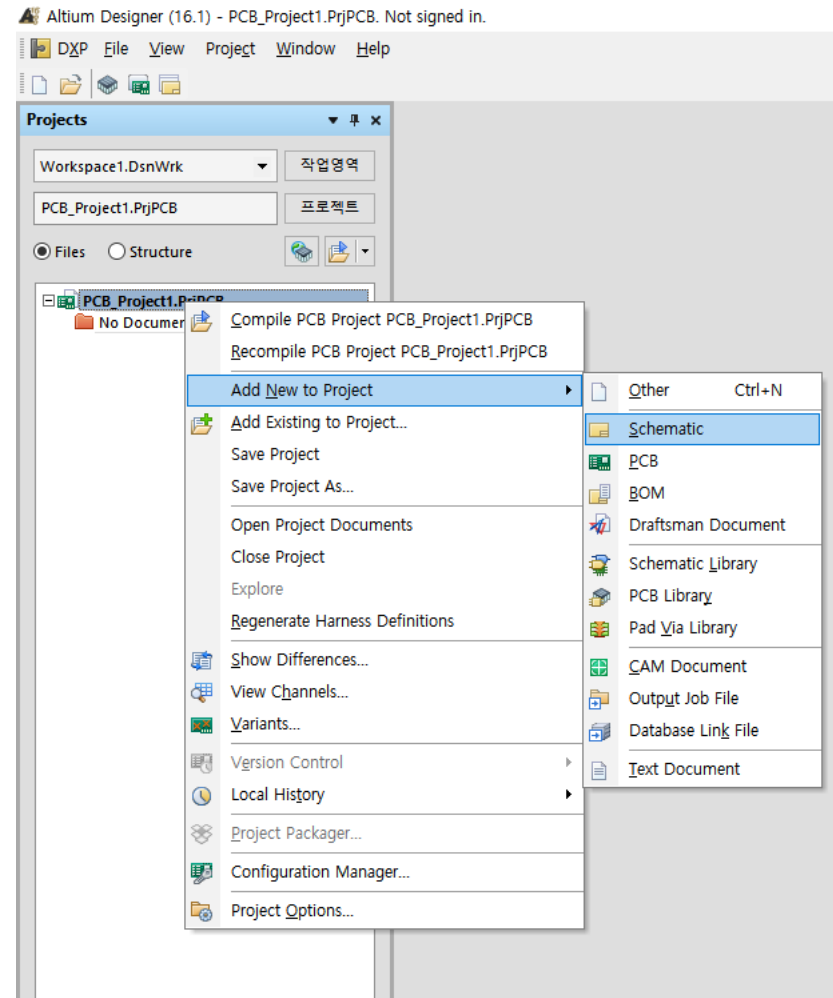 Altium Designer (16.1) - PCB_Project1.PrjPCB. Not signed in.
DXP File View Project Window Help
Projects
Workspace1.DsnWrk 작업영역
PCB_Project1.PrjPCB 프로젝트
Files Structure
PCB_Project1.PrjPCB
No Documen
Compile PCB Project PCB_Project1.PrjPCB
Recompile PCB Project PCB_Project1.PrjPCB
Add New to Project
Add Existing to Project...
Save Project
Save Project As...
Open Project Documents
Close Project
Explore
Regenerate Harness Definitions
Show Differences...
View Channels...
Variants...
Version Control
Local History
Project Packager...
Configuration Manager...
Project Options...
Other Ctrl+N
Schematic
PCB
BOM
Draftsman Document
Schematic Library
PCB Library
Pad Via Library
CAM Document
Output Job File
Database Link File
Text Document